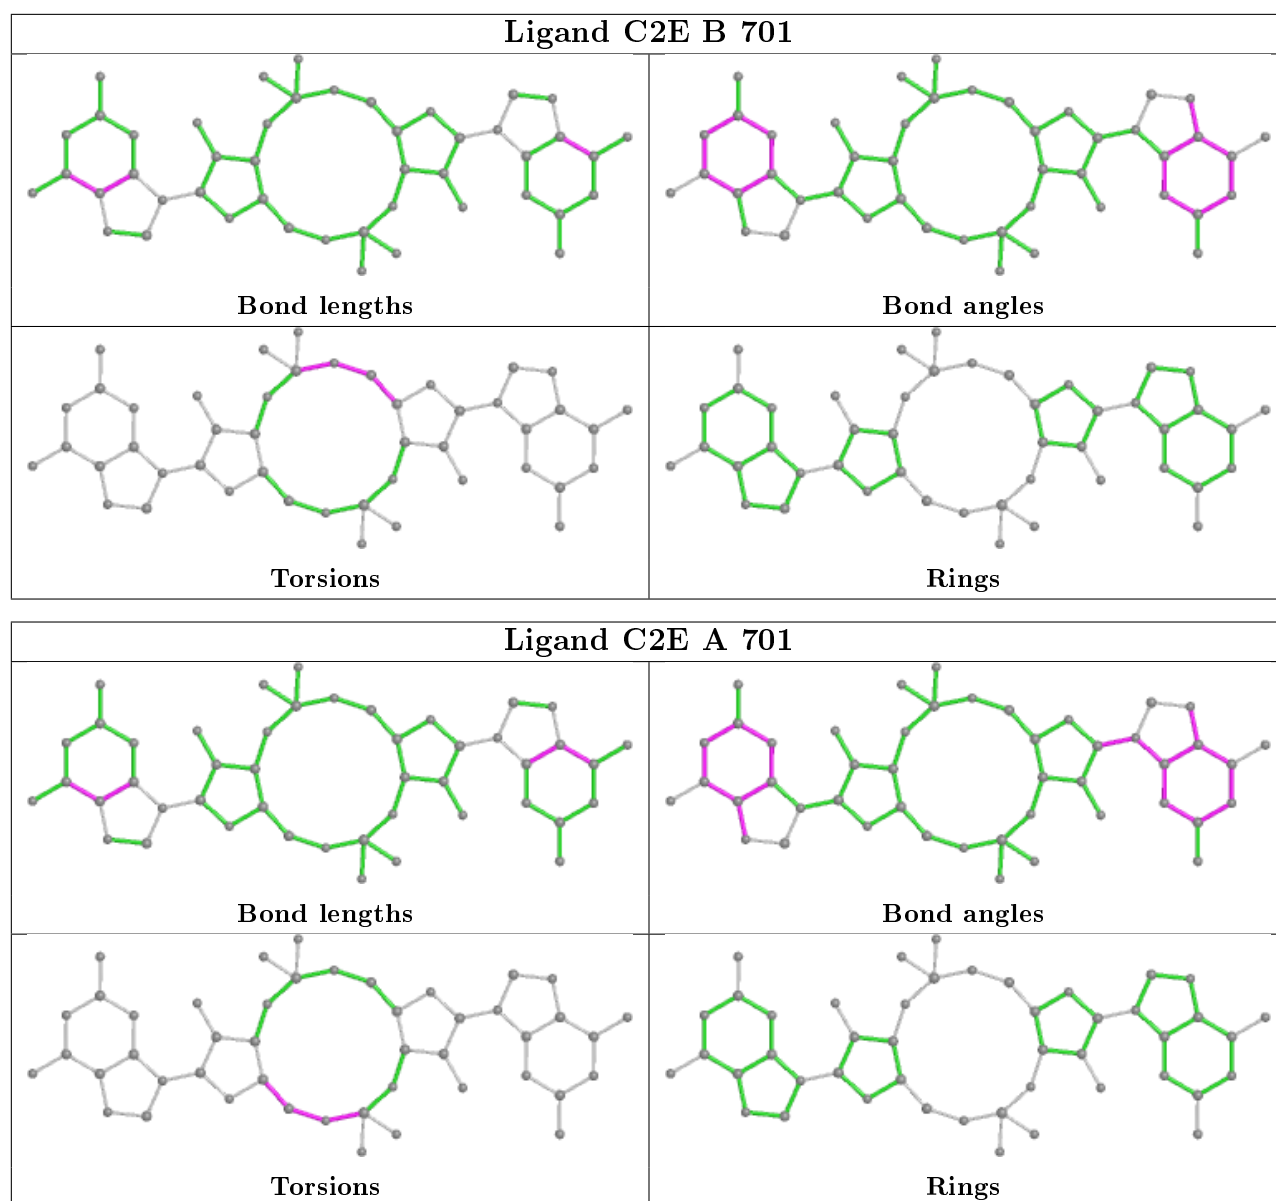 Ligand C2E B 701
Bond lengths
Bond angles
Torsions
Rings
Ligand C2E A 701
Bond lengths
Bond angles
Torsions
Rings